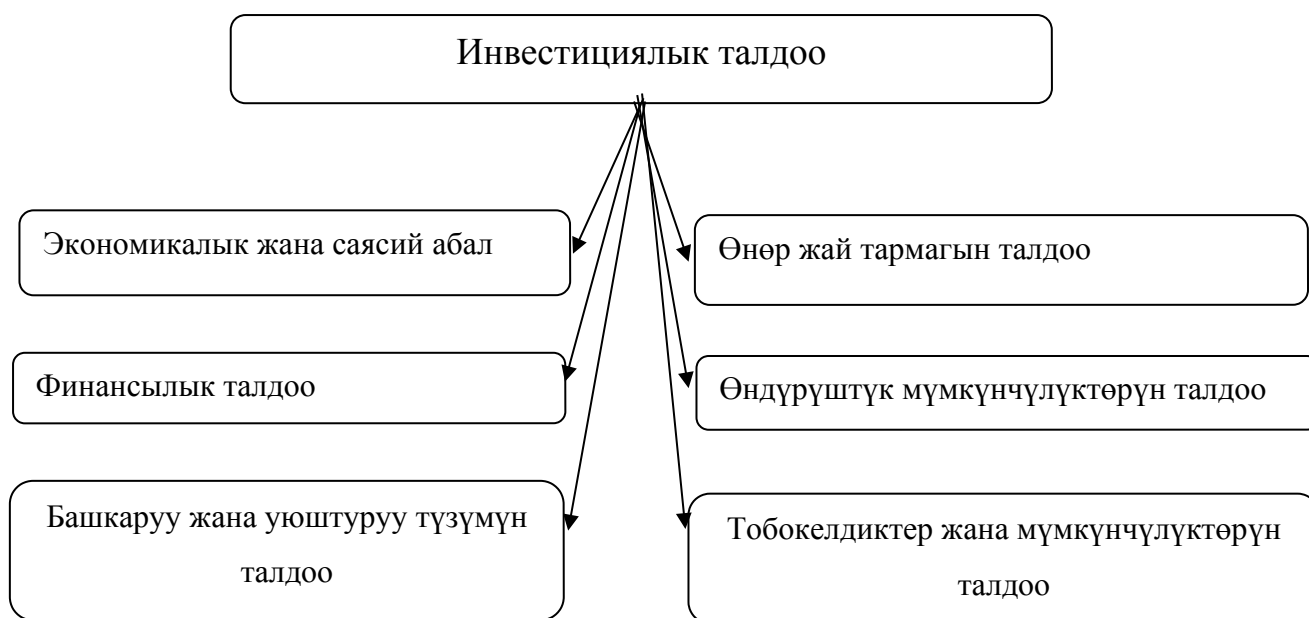 Инвестициялык талдоо
Экономикалык жана саясий абал
Өнөр жай тармагын талдоо
Финансылык талдоо
Өндүрүштүк мүмкүнчүлүктөрүн талдоо
Башкаруу жана уюштуруу түзүмүн
талдоо
Тобокелдиктер жана мүмкүнчүлүктөрүн
талдоо